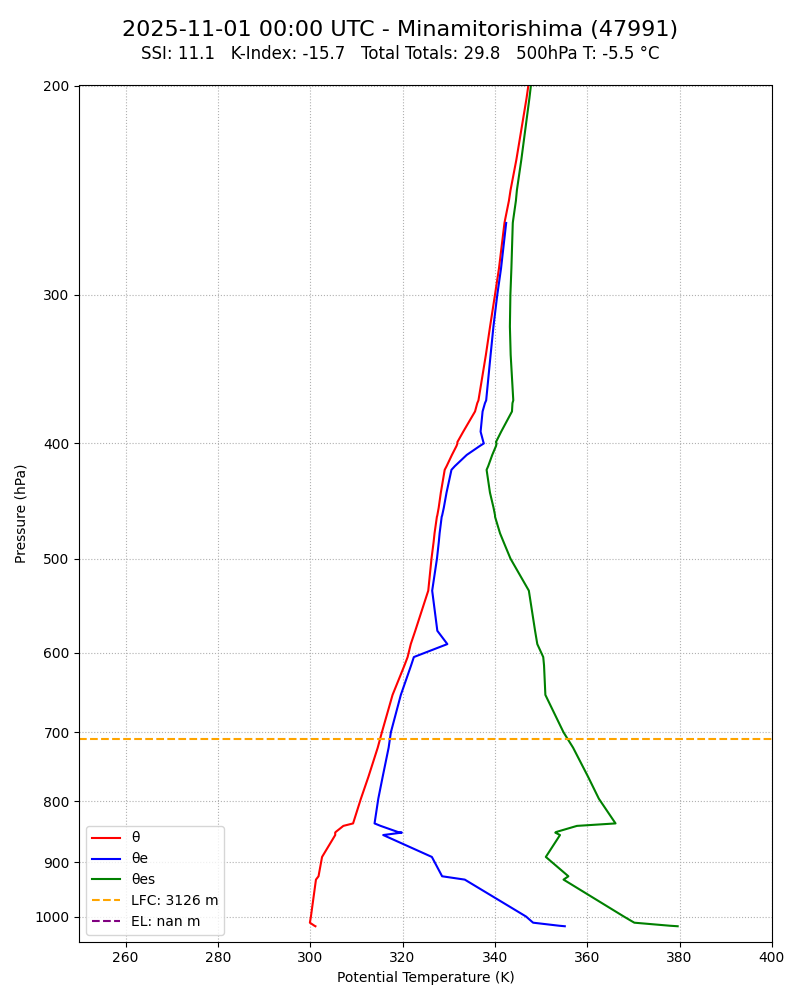 2025-11-01 00:00 UTC - Minamitorishima (47991)
SSI: 11.1   K-Index: -15.7   Total Totals: 29.8   500hPa T: -5.5 °C
200
300
400
500
600
700
800
900
1000
Pressure (hPa)
θ
θe
θes
LFC: 3126 m
EL: nan m
260
280
300
320
340
360
380
400
Potential Temperature (K)